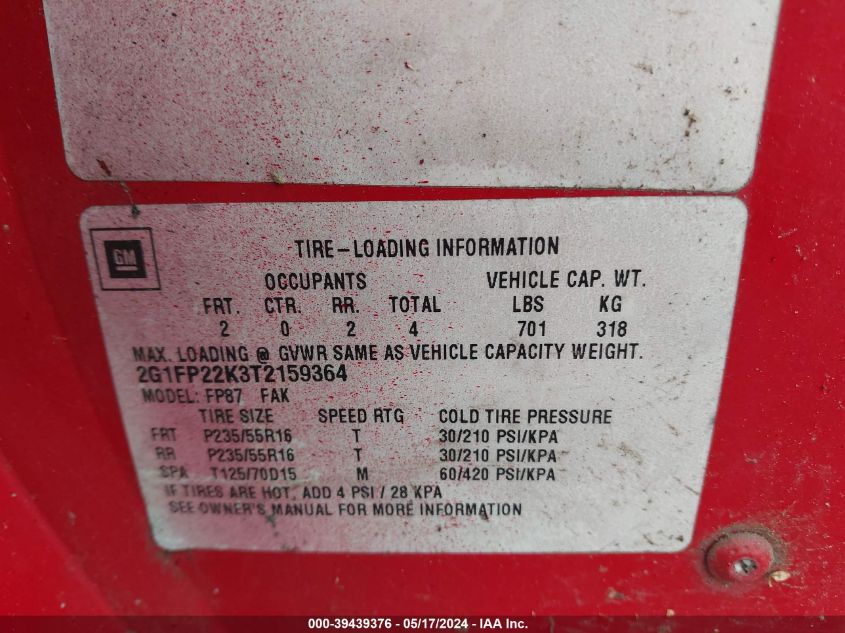 GM
TIRE-LOADING INFORMATION
OCCUPANTS VEHICLE CAP. WT.
FRT. CTR. RR. TOTAL LBS KG
2 0 2 4 701 318
MAX. LOADING @ GVWR SAME AS VEHICLE CAPACITY WEIGHT.
2G1FP22K3T2159364
MODEL: FP87 FAK
TIRE SIZE SPEED RTG COLD TIRE PRESSURE
FRT P235/55R16 T 30/210 PSI/KPA
RR P235/55R16 T 30/210 PSI/KPA
SPA T125/70D15 M 60/420 PSI/KPA
IF TIRES ARE HOT, ADD 4 PSI / 28 KPA
SEE OWNER'S MANUAL FOR MORE INFORMATION
000-39439376 - 05/17/2024 - IAA Inc.